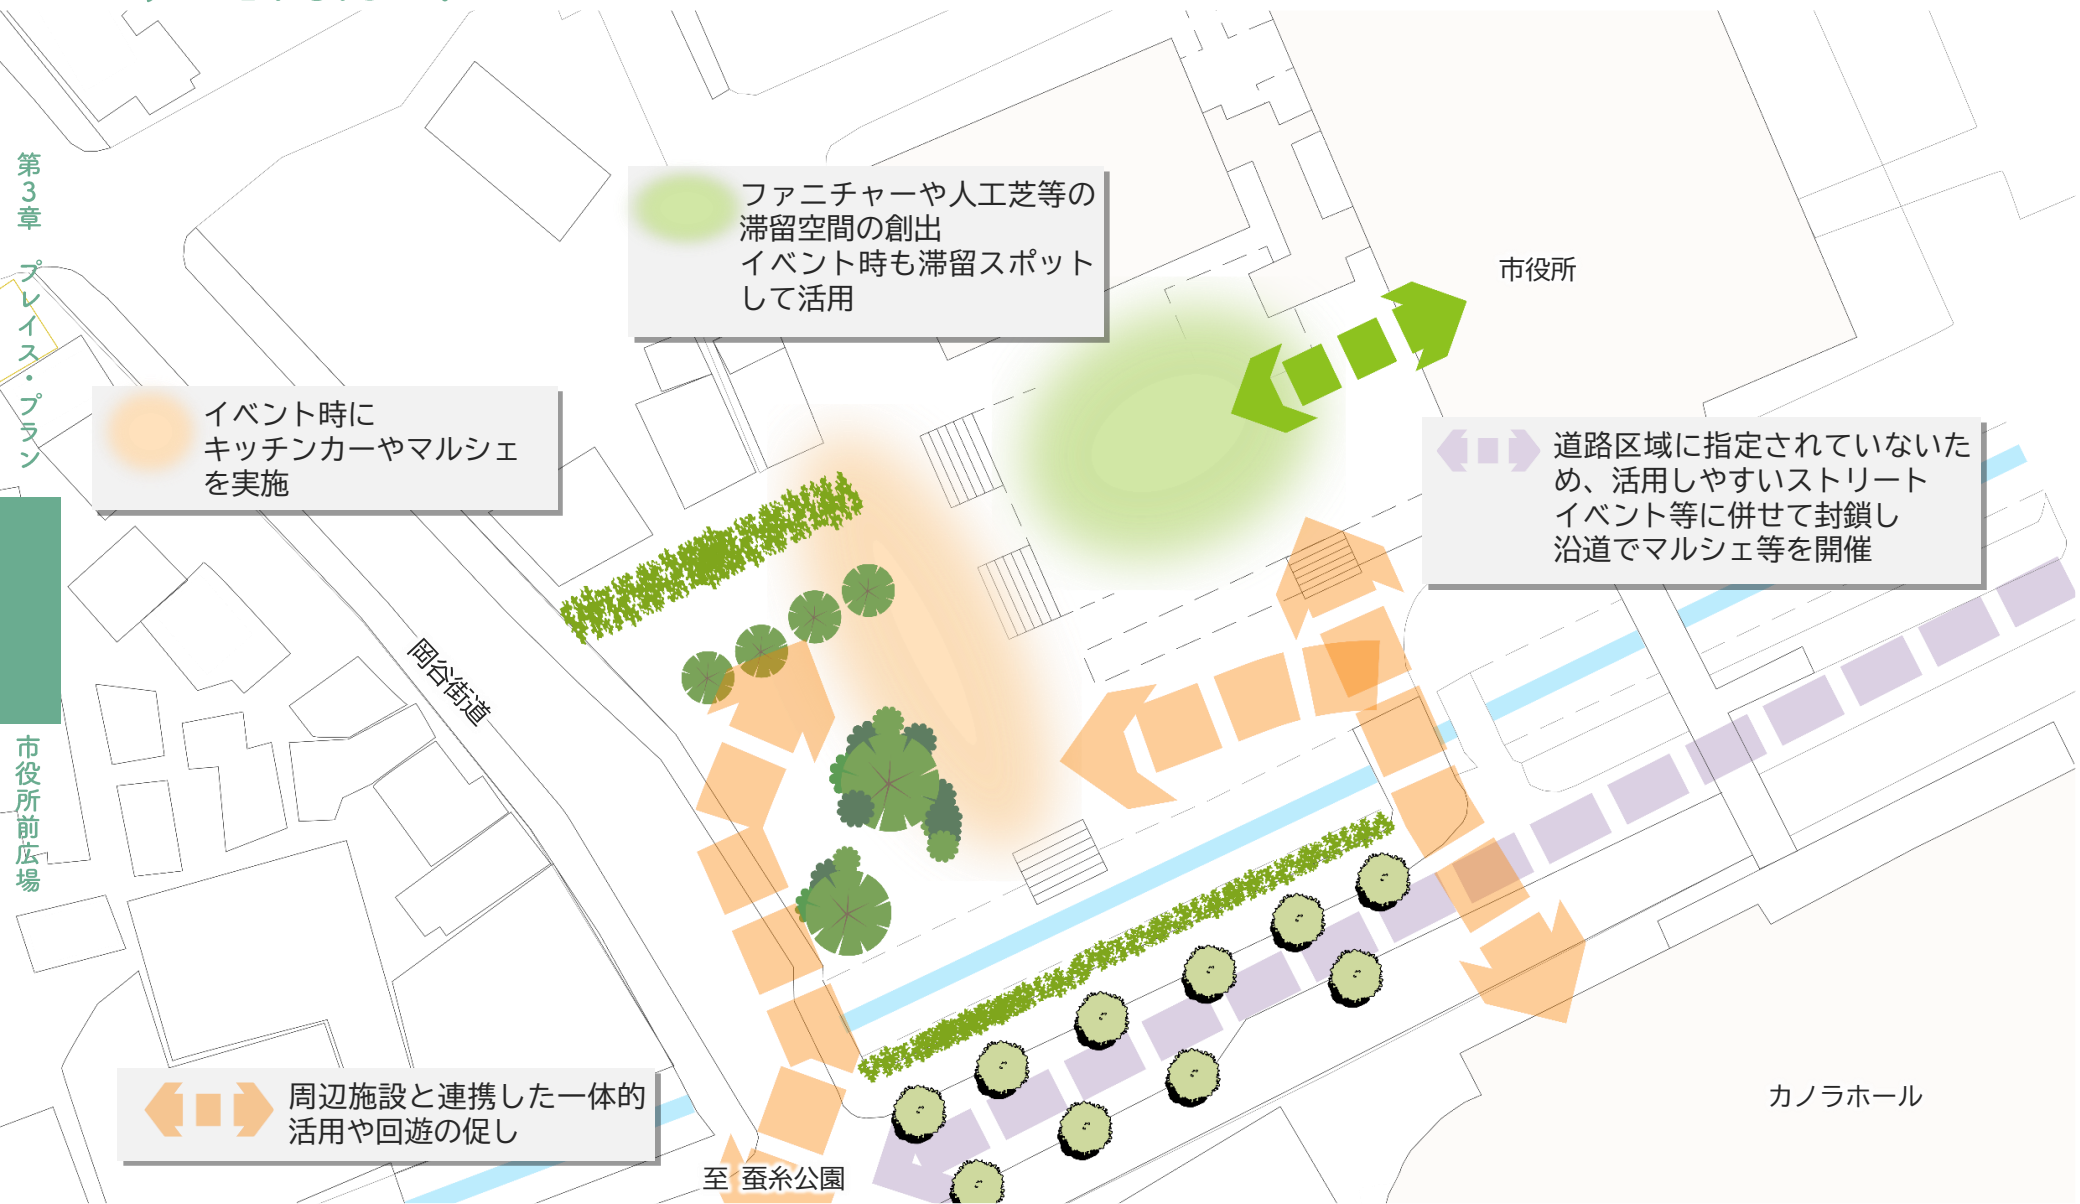 第3章 プレイス・プラン
市役所前広場
ファニチャーや人工芝等の
滞留空間の創出
イベント時も滞留スポット
して活用
市役所
イベント時に
キッチンカーやマルシェ
を実施
道路区域に指定されていないた
め、活用しやすいストリート
イベント等に併せて封鎖し
沿道でマルシェ等を開催
岡谷街道
周辺施設と連携した一体的
活用や回遊の促し
カノラホール
至 蚕糸公園